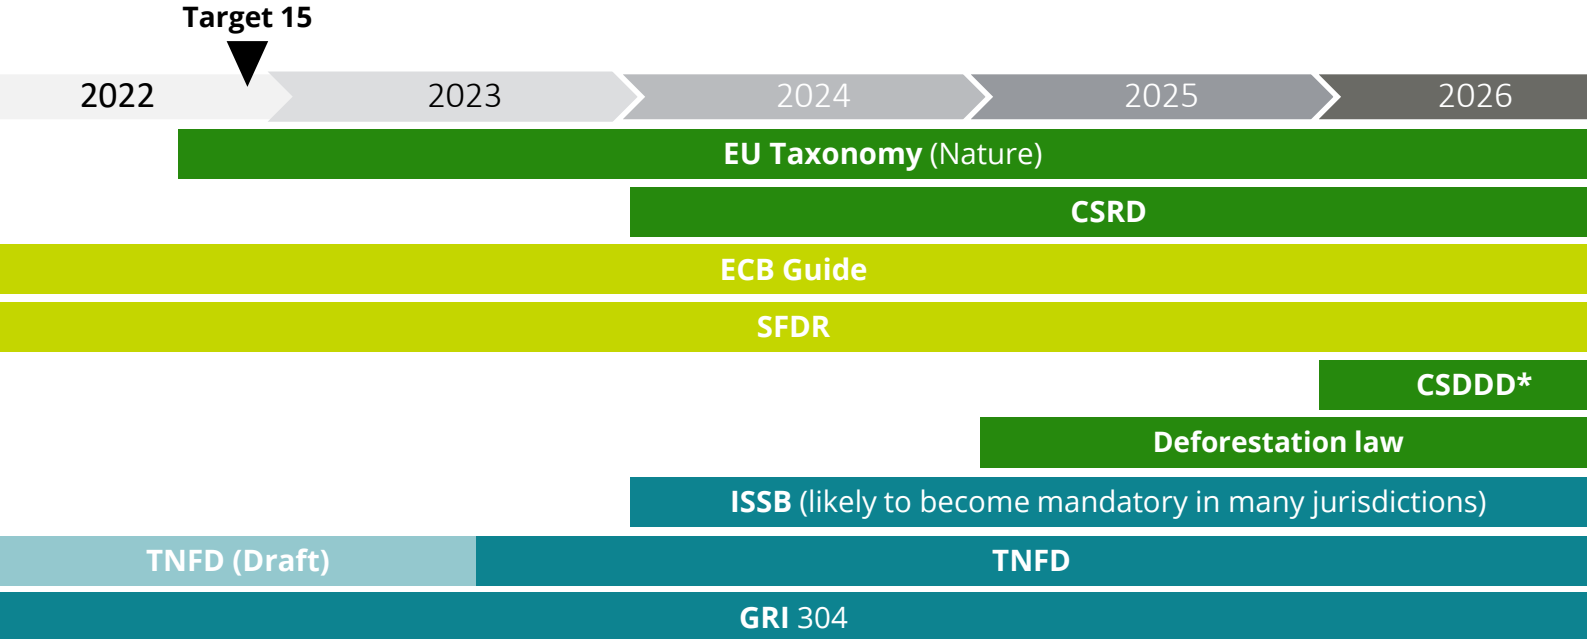 Target 15
2022 2023 2024 2025 2026
EU Taxonomy (Nature)
CSRD
ECB Guide
SFDR
CSDDD*
Deforestation law
ISSB (likely to become mandatory in many jurisdictions)
TNFD (Draft) TNFD
GRI 304